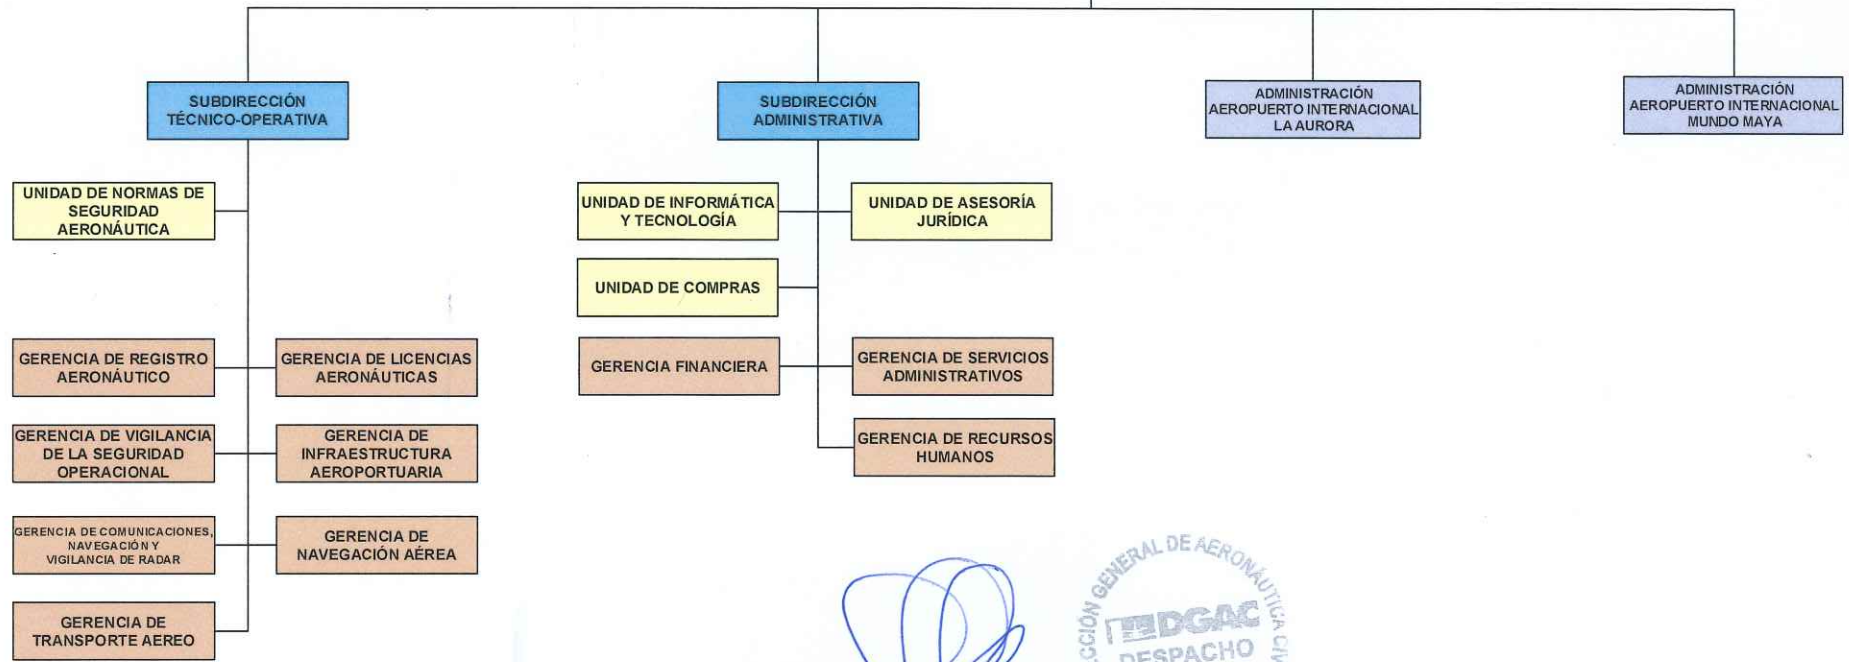 SUBDIRECCIÓN
TÉCNICO-OPERATIVA
SUBDIRECCIÓN
ADMINISTRATIVA
ADMINISTRACIÓN
AEROPUERTO INTERNACIONAL
LA AURORA
ADMINISTRACIÓN
AEROPUERTO INTERNACIONAL
MUNDO MAYA
UNIDAD DE NORMAS DE
SEGURIDAD
AERONÁUTICA
UNIDAD DE INFORMÁTICA
Y TECNOLOGÍA
UNIDAD DE ASESORÍA
JURÍDICA
UNIDAD DE COMPRAS
GERENCIA DE REGISTRO
AERONÁUTICO
GERENCIA DE LICENCIAS
AERONÁUTICAS
GERENCIA FINANCIERA
GERENCIA DE SERVICIOS
ADMINISTRATIVOS
GERENCIA DE VIGILANCIA
DE LA SEGURIDAD
OPERACIONAL
GERENCIA DE
INFRAESTRUCTURA
AEROPORTUARIA
GERENCIA DE RECURSOS
HUMANOS
GERENCIA DE COMUNICACIONES,
NAVEGACIÓN Y
VIGILANCIA DE RADAR
GERENCIA DE
NAVEGACIÓN AÉREA
GERENCIA DE
TRANSPORTE AEREO
GENERAL DE AERONÁUTICA
DGAC
DESPACHO